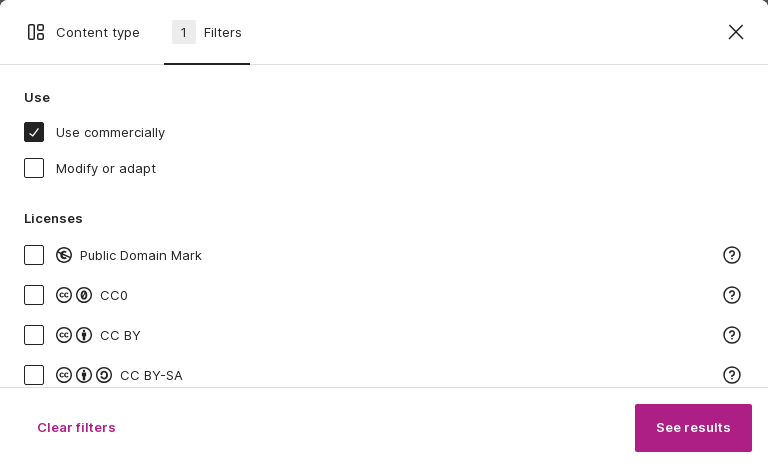 Content type
1 Filters
Use
Use commercially
Modify or adapt
Licenses
Public Domain Mark
CC0
CC BY
CC BY-SA
Clear filters
See results